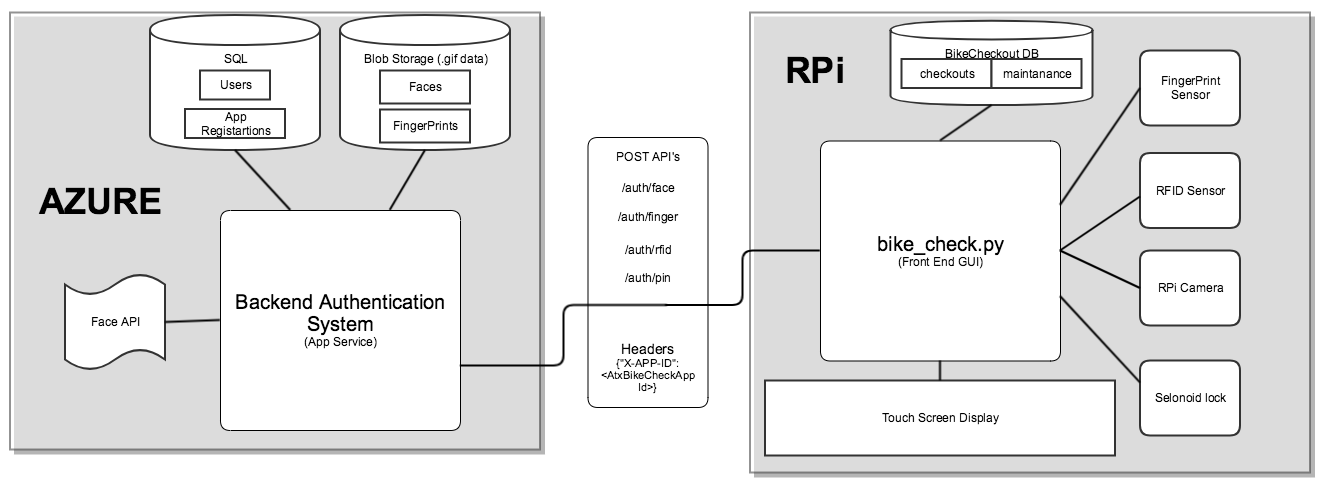 SQL
Users
App
Registartions
Blob Storage (.gif data)
Faces
FingerPrints
AZURE
Backend Authentication
System
(App Service)
Face API
POST API's
/auth/face
/auth/finger
/auth/rfid
/auth/pin
Headers
{"X-APP-ID":
<AtxBikeCheckApp
Id>}
RPi
BikeCheckout DB
checkouts
maintanance
bike_check.py
(Front End GUI)
FingerPrint
Sensor
RFID Sensor
RPi Camera
Selonoid lock
Touch Screen Display